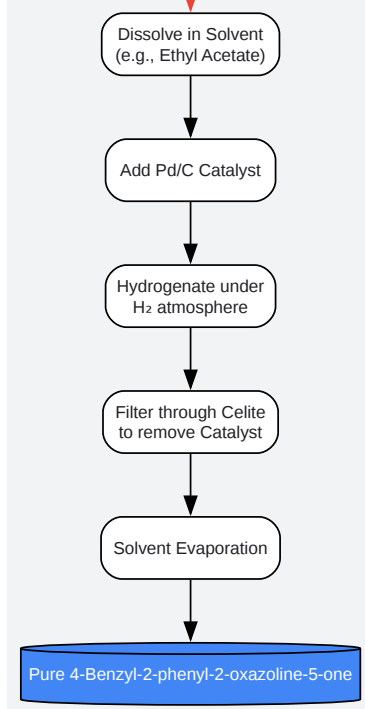 Dissolve in Solvent
(e.g., Ethyl Acetate)
Add Pd/C Catalyst
Hydrogenate under
H₂ atmosphere
Filter through Celite
to remove Catalyst
Solvent Evaporation
Pure 4-Benzyl-2-phenyl-2-oxazoline-5-one